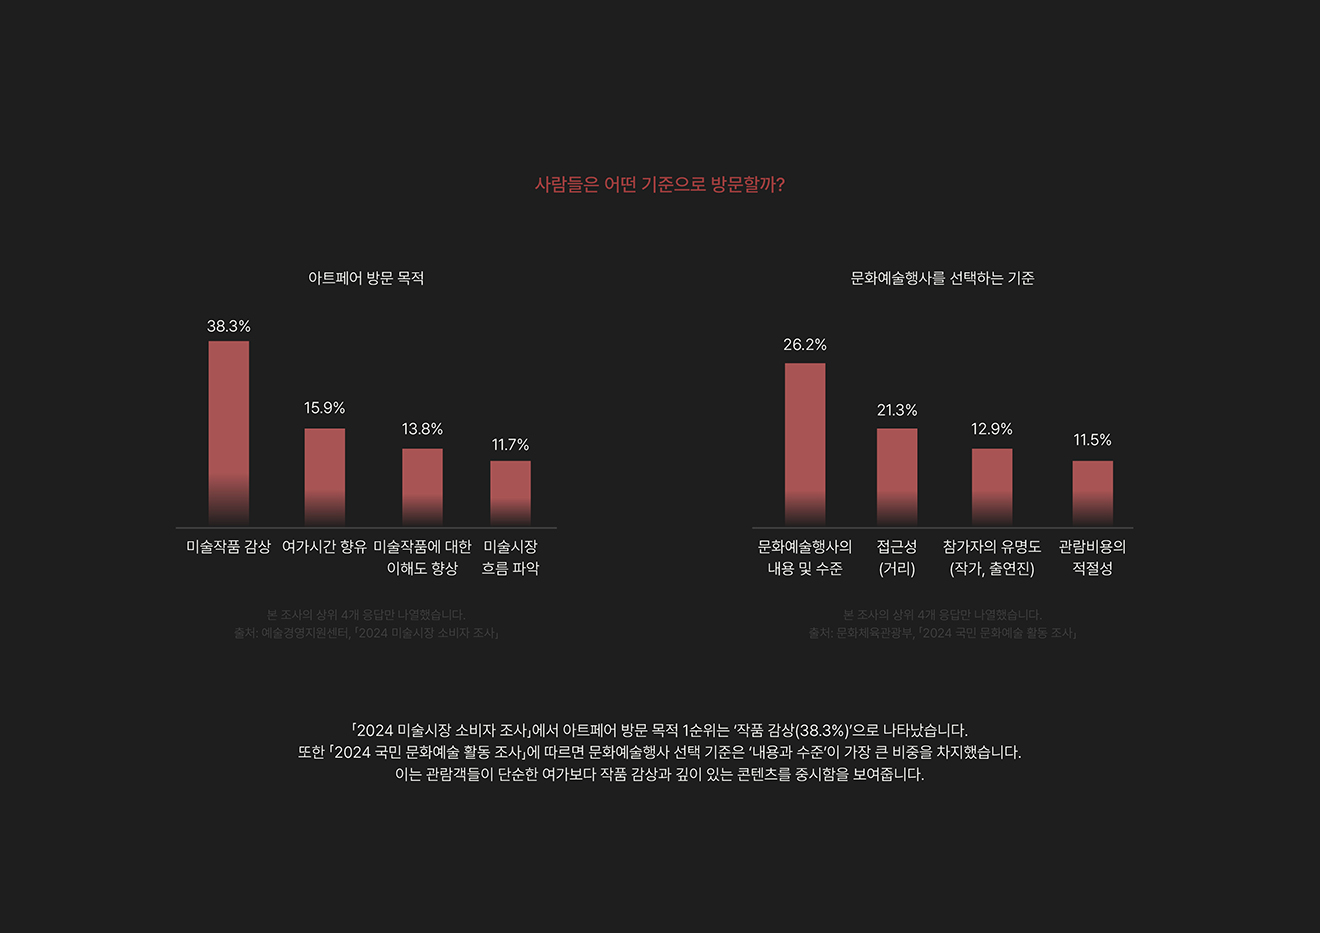 사람들은 어떤 기준으로 방문할까?
아트페어 방문 목적
38.3%
15.9%
13.8%
11.7%
미술작품 감상
여가시간 향유
미술작품에 대한
이해도 향상
미술시장
흐름 파악
본 조사의 상위 4개 응답만 나열했습니다.
출처: 예술경영지원센터, 「2024 미술시장 소비자 조사」
문화예술행사를 선택하는 기준
26.2%
21.3%
12.9%
11.5%
문화예술행사의
내용 및 수준
접근성
(거리)
참가자의 유명도
(작가, 출연진)
관람비용의
적절성
본 조사의 상위 4개 응답만 나열했습니다.
출처: 문화체육관광부, 「2024 국민 문화예술 활동 조사」
「2024 미술시장 소비자 조사」에서 아트페어 방문 목적 1순위는 ‘작품 감상(38.3%)’으로 나타났습니다.
또한 「2024 국민 문화예술 활동 조사」에 따르면 문화예술행사 선택 기준은 ‘내용과 수준’이 가장 큰 비중을 차지했습니다.
이는 관람객들이 단순한 여가보다 작품 감상과 깊이 있는 콘텐츠를 중시함을 보여줍니다.